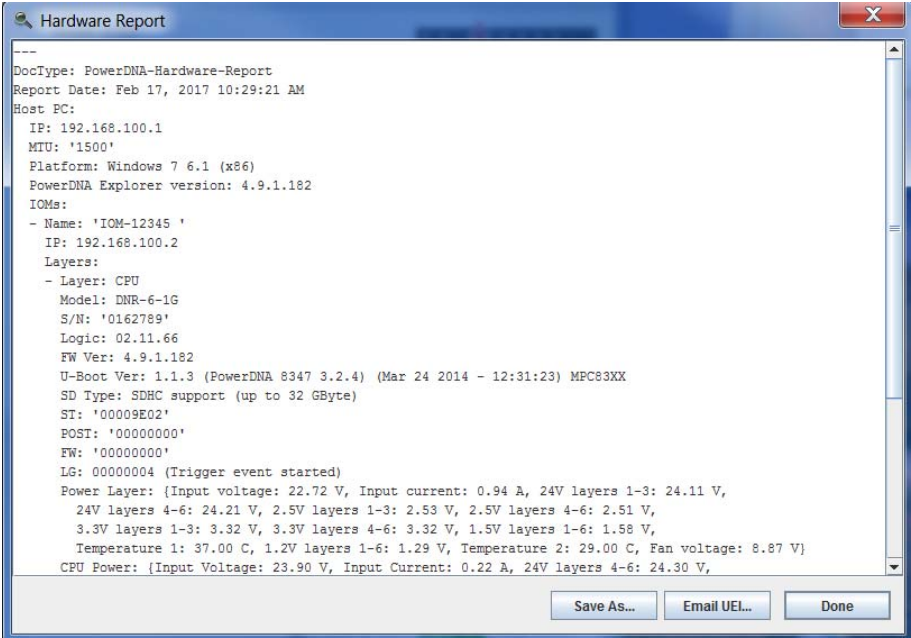 Hardware Report
---
DocType: PowerDNA-Hardware-Report
Report Date: Feb 17, 2017 10:29:21 AM
Host PC:
IP: 192.168.100.1
MTU: '1500'
Platform: Windows 7 6.1 (x86)
PowerDNA Explorer version: 4.9.1.182
IOMs:
- Name: 'IOM-12345 '
IP: 192.168.100.2
Layers:
- Layer: CPU
Model: DNR-6-1G
S/N: '0162789'
Logic: 02.11.66
FW Ver: 4.9.1.182
U-Boot Ver: 1.1.3 (PowerDNA 8347 3.2.4) (Mar 24 2014 - 12:31:23) MPC83XX
SD Type: SDHC support (up to 32 GByte)
ST: '00009E02'
POST: '00000000'
FW: '00000000'
LG: 00000004 (Trigger event started)
Power Layer: {Input voltage: 22.72 V, Input current: 0.94 A, 24V layers 1-3: 24.11 V,
24V layers 4-6: 24.21 V, 2.5V layers 1-3: 2.53 V, 2.5V layers 4-6: 2.51 V,
3.3V layers 1-3: 3.32 V, 3.3V layers 4-6: 3.32 V, 1.5V layers 1-6: 1.58 V,
Temperature 1: 37.00 C, 1.2V layers 1-6: 1.29 V, Temperature 2: 29.00 C, Fan voltage: 8.87 V}
CPU Power: {Input Voltage: 23.90 V, Input Current: 0.22 A, 24V layers 4-6: 24.30 V,
Save As...
Email UEI...
Done